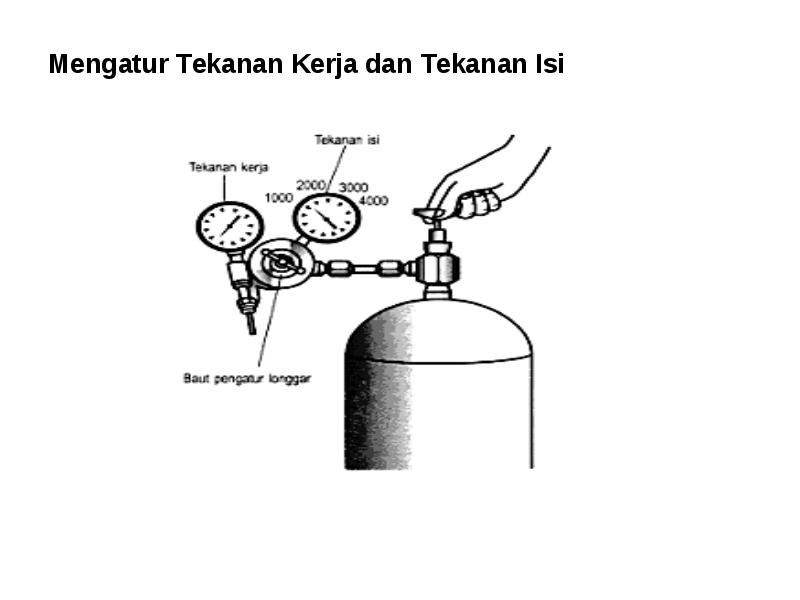 Mengatur Tekanan Kerja dan Tekanan Isi
Tekanan isi
Tekanan kerja
1000
2000
3000
4000
Baut pengatur longgar